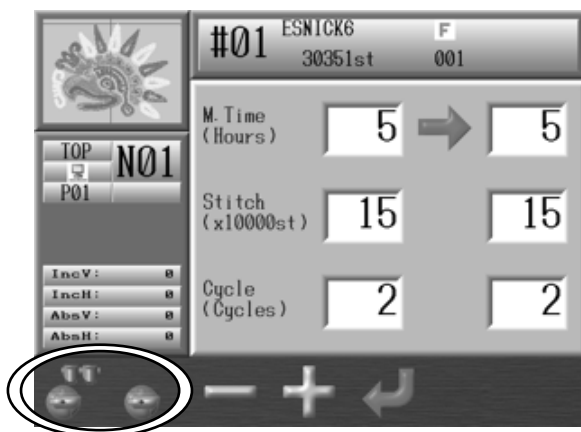 #01 ESNICK6 F
30351st 001
TOP N01
P01
M.Time
(Hours) 5 5
Stitch
(x10000st) 15 15
Cycle
(Cycles) 2 2
IncV: 0
IncH: 0
AbsV: 0
AbsH: 0